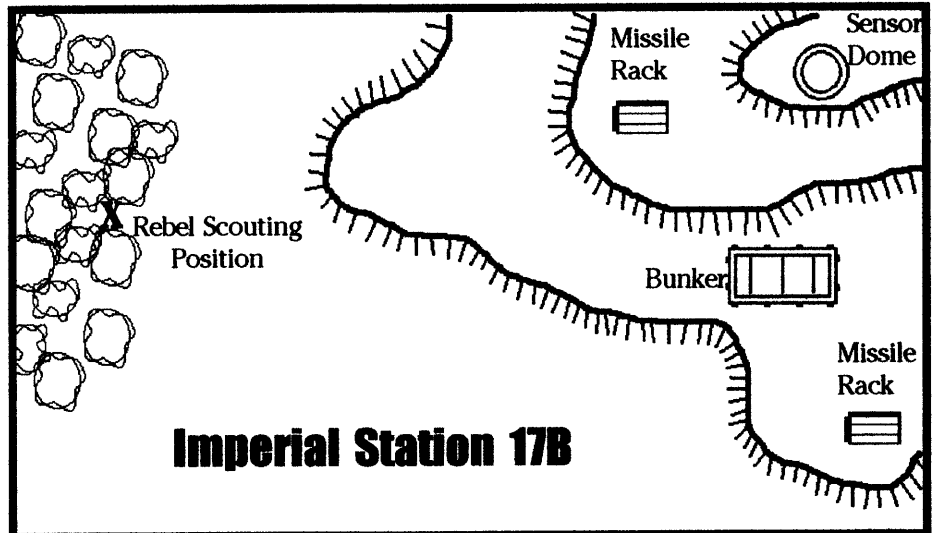 Sensor
Dome
Missile
Rack
Rebel Scouting
Position
Bunker
Missile
Rack
Imperial Station 17B